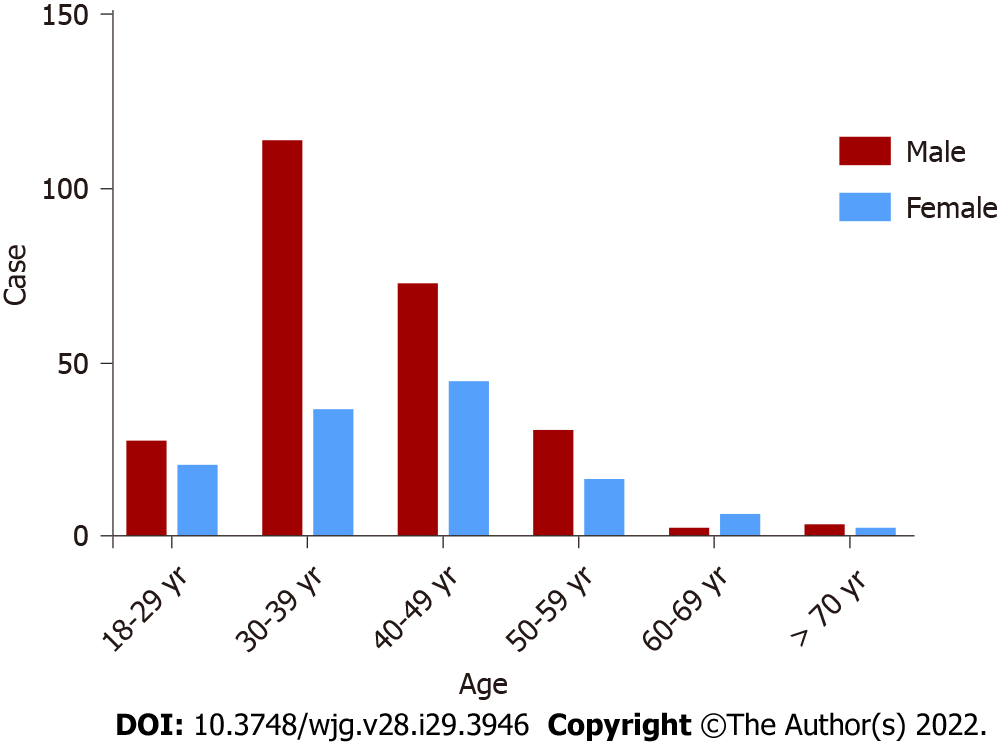 150
100
50
0
Case
Male
Female
18-29 yr
30-39 yr
40-49 yr
50-59 yr
60-69 yr
> 70 yr
Age
DOI: 10.3748/wjg.v28.i29.3946 Copyright ©The Author(s) 2022.